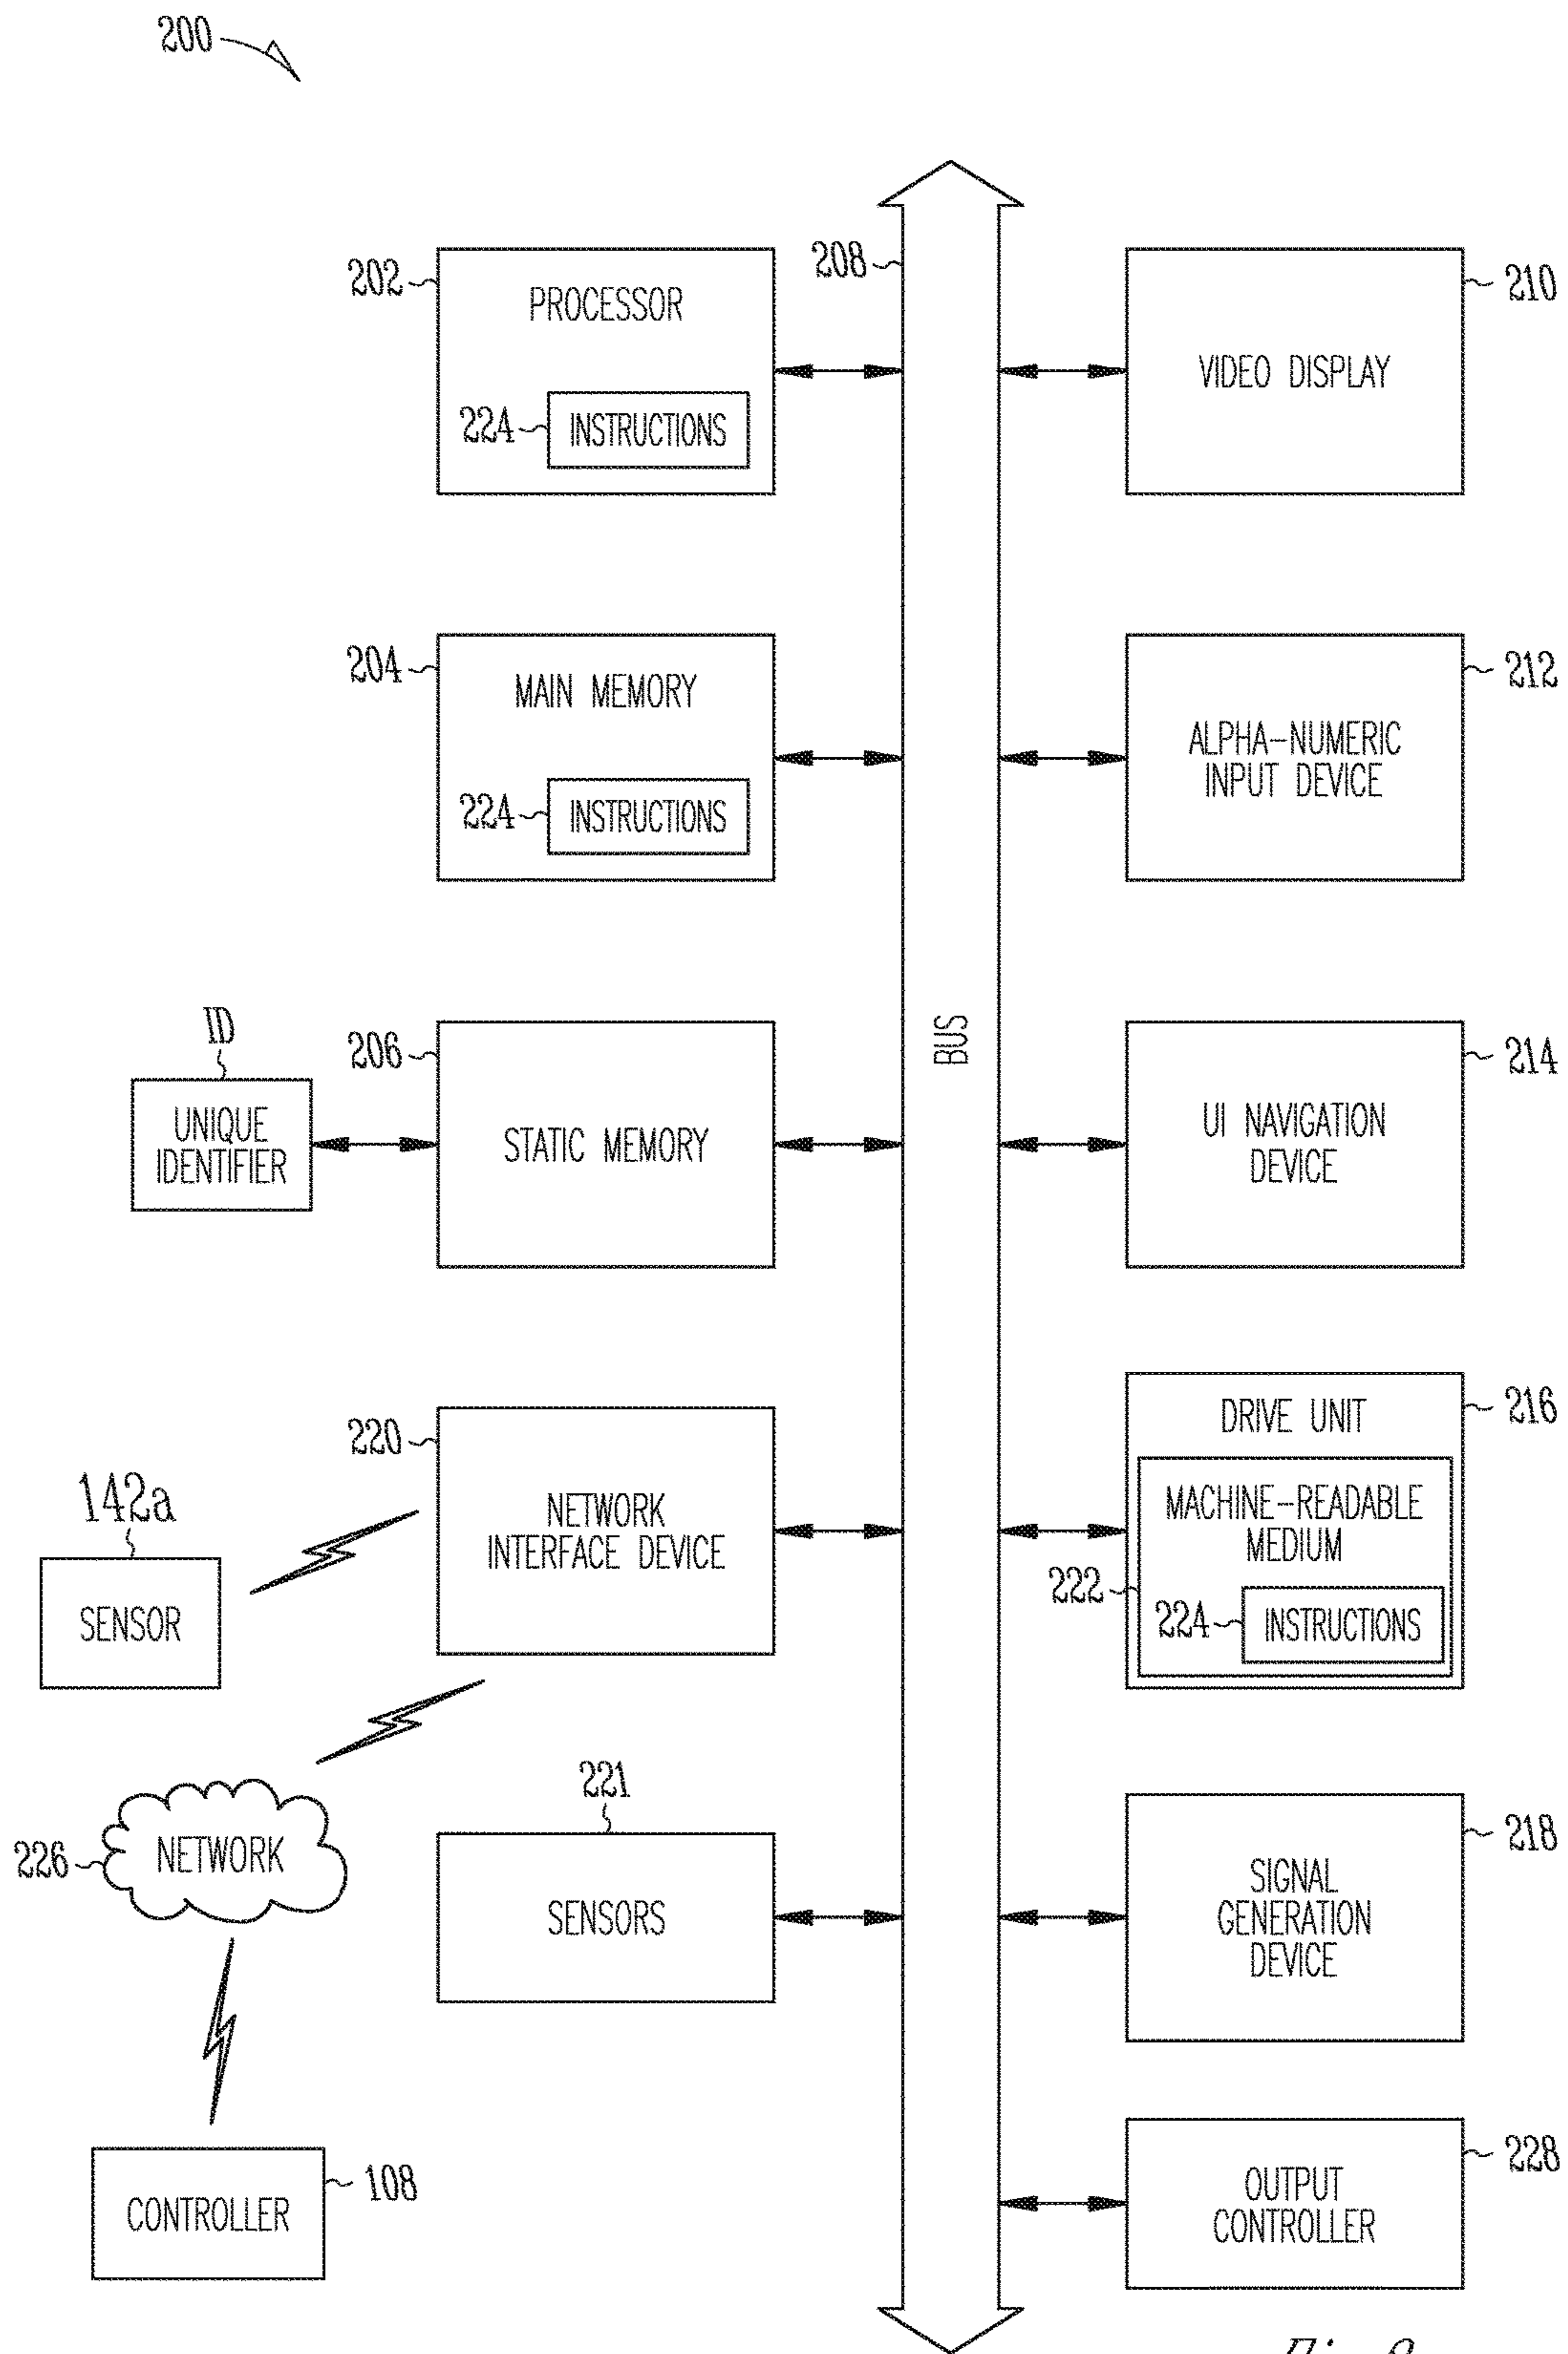 200
208
202
PROCESSOR
224
INSTRUCTIONS
210
VIDEO DISPLAY
204
MAIN MEMORY
224
INSTRUCTIONS
212
ALPHA-NUMERIC
INPUT DEVICE
ID
UNIQUE
IDENTIFIER
206
STATIC MEMORY
BUS
214
UI NAVIGATION
DEVICE
142a
SENSOR
220
NETWORK
INTERFACE DEVICE
216
DRIVE UNIT
MACHINE-READABLE
MEDIUM
222
224
INSTRUCTIONS
226
NETWORK
221
SENSORS
218
SIGNAL
GENERATION
DEVICE
108
CONTROLLER
228
OUTPUT
CONTROLLER